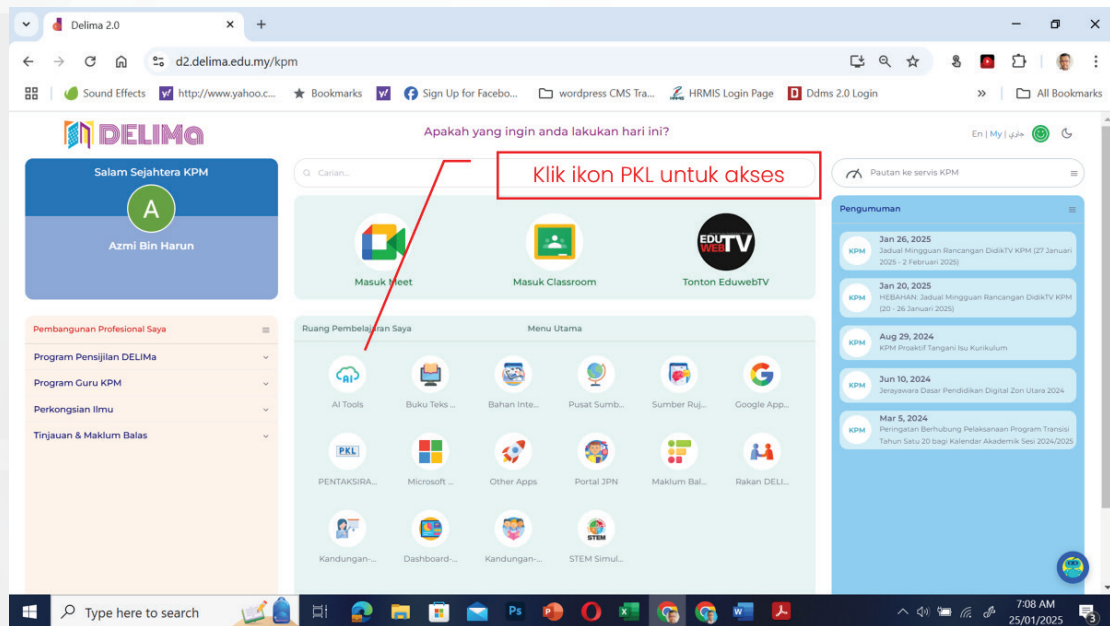 Delima 2.0
d2.delima.edu.my/kpm
Sound Effects
http://www.yahoo.c...
Bookmarks
Sign Up for Facebo...
wordpress CMS Tra...
HRMIS Login Page
Ddms 2.0 Login
All Bookmarks
DELIMa
Apakah yang ingin anda lakukan hari ini?
En | My | جاوي
Salam Sejahtera KPM
A
Azmi Bin Harun
Carian...
Klik ikon PKL untuk akses
Pautan ke servis KPM
Masuk Meet
Masuk Classroom
EDU WEB TV
Tonton EduwebTV
Pengumuman
KPM
Jan 26, 2025
Jadual Mingguan Rancangan DidikTV KPM (27 Januari
2025 - 2 Februari 2025)
KPM
Jan 20, 2025
HEBAHAN: Jadual Mingguan Rancangan DidikTV KPM
(20 - 26 Januari 2025)
KPM
Aug 29, 2024
KPM Proaktif Tangani Isu Kurikulum
KPM
Jun 10, 2024
Jerayawara Dasar Pendidikan Digital Zon Utara 2024
KPM
Mar 5, 2024
Peringatan Berhubung Pelaksanaan Program Transisi
Tahun Satu 20 bagi Kalendar Akademik Sesi 2024/2025
Pembangunan Profesional Saya
Program Pensijilan DELIMa
Program Guru KPM
Perkongsian Ilmu
Tinjauan & Maklum Balas
Ruang Pembelajaran Saya
Menu Utama
AI
AI Tools
Buku Teks ...
Bahan Inte...
Pusat Sumb...
Sumber Ruj...
Google App...
PKL
PENTAKSIRA...
Microsoft ...
Other Apps
Portal JPN
Maklum Bal...
Rakan DELI...
Kandungan-...
Dashboard-...
Kandungan-...
STEM
STEM Simul...
Type here to search
Ps
7:08 AM
25/01/2025
3